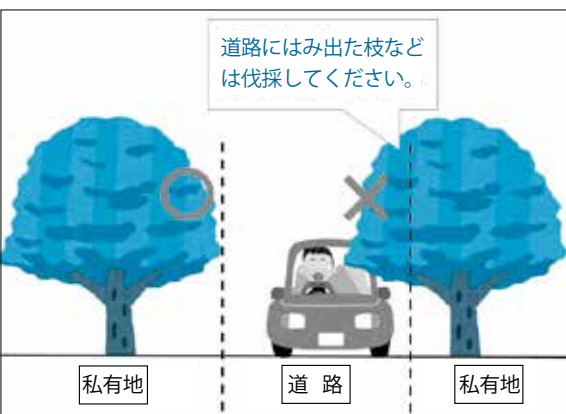 道路にはみ出た枝など
は伐採してください。
私有地
道 路
私有地